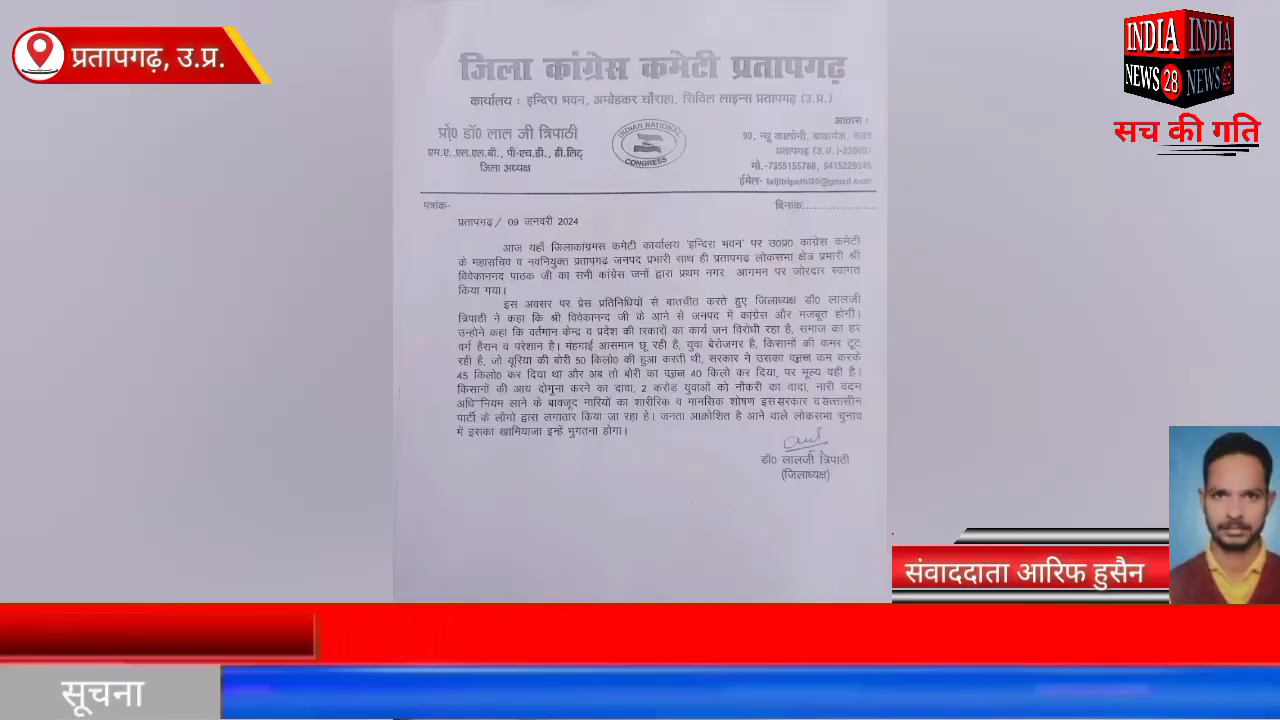 प्रतापगढ़, उ.प्र.
INDIA INDIA
NEWS 28 NEWS
सच की गति
जिला कांग्रेस कमेटी प्रतापगढ़
कार्यालय : इन्दिरा भवन, अम्बेडकर चौराहा, सिविल लाइन्स प्रतापगढ़ (उ.प्र.)
प्रो0 डॉ0 लाल जी त्रिपाठी
एम.ए.,एल.एल.बी., पी-एच.डी., डी.लिट्
जिला अध्यक्ष
INDIAN NATIONAL
CONGRESS
आवास :
93, न्यू कालोनी, बाबागंज, सदर
प्रतापगढ़ (उ.प्र.)-230001
मो.-7355155788, 9415229345
ईमेल- laljitripathi20@gmail.com
पत्रांक-
दिनांक...................
प्रतापगढ़/ 09 जनवरी 2024
आज यहाँ जिलाकांग्रमस कमेटी कार्यालय 'इन्दिरा भवन' पर उ0प्र0 कांग्रेस कमेटी
के महासचिव व नवनियुक्त प्रतापगढ़ जनपद प्रभारी साथ ही प्रतापगढ़ लोकसभा क्षेत्र प्रभारी श्री
विवेकाननद पाठक जी का सभी कांग्रेस जनों द्वारा प्रथम नगर आगमन पर जोरदार स्वागत
किया गया।
इस अवसर पर प्रेस प्रतिनिधियों से बातचीत करते हुए जिलाध्यक्ष डॉ0 लालजी
त्रिपाठी ने कहा कि श्री विवेकानन्द जी के आने से जनपद में कांग्रेस और मजबूत होगी।
उन्होने कहा कि वर्तमान केन्द्र व प्रदेश की सरकारों का कार्य जन विरोधी रहा है, समाज का हर
वर्ग हैरान व परेशान है। मंहगाई आसमान छू रही है, युवा बेरोजगर है, किसानों की कमर टूट
रही है, जो यूरिया की बोरी 50 किलो0 की हुआ करती थी, सरकार ने उसका वज़न कम करके
45 किलो0 कर दिया था और अब तो बोरी का वज़न 40 किलो कर दिया, पर मूल्य वही है।
किसानों की आय दोगुना करने का दावा, 2 करोड़ युवाओं को नौकरी का वादा, नारी वंदन
अधिनियम लाने के बावजूद नारियों का शारीरिक व मानसिक शोषण इस सरकार व सत्तासीन
पार्टी के लोगो द्वारा लगातार किया जा रहा हे। जनता आक्रोशित है आने वाले लोकसभा चुनाव
में इसका खामियाजा इन्हें भुगतना होगा।
डॉ0 लालजी त्रिपाठी
(जिलाध्यक्ष)
संवाददाता आरिफ हुसैन
सूचना